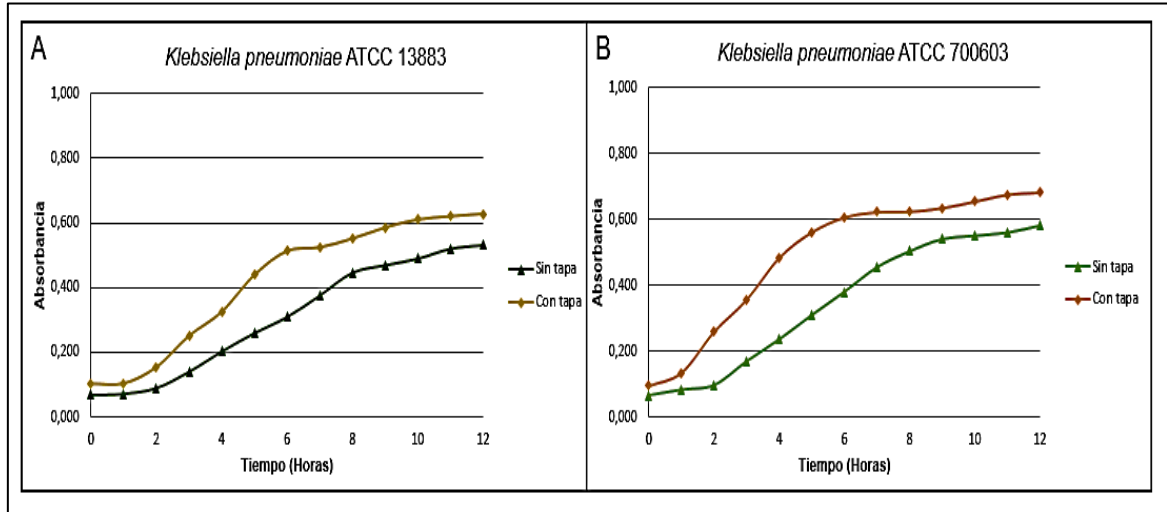 A
Klebsiella pneumoniae ATCC 13883
1,000
0,800
0,600
0,400
0,200
0,000
Absorbancia
0 2 4 6 8 10 12
Tiempo (Horas)
Sin tapa
Con tapa
B
Klebsiella pneumoniae ATCC 700603
1,000
0,800
0,600
0,400
0,200
0,000
Absorbancia
0 2 4 6 8 10 12
Tiempo (Horas)
Sin tapa
Con tapa